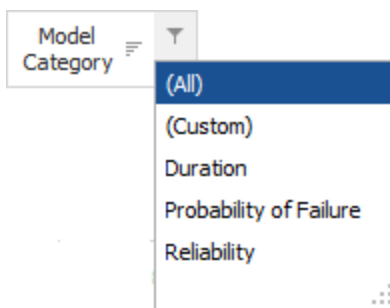 Model
Category
(All)
(Custom)
Duration
Probability of Failure
Reliability